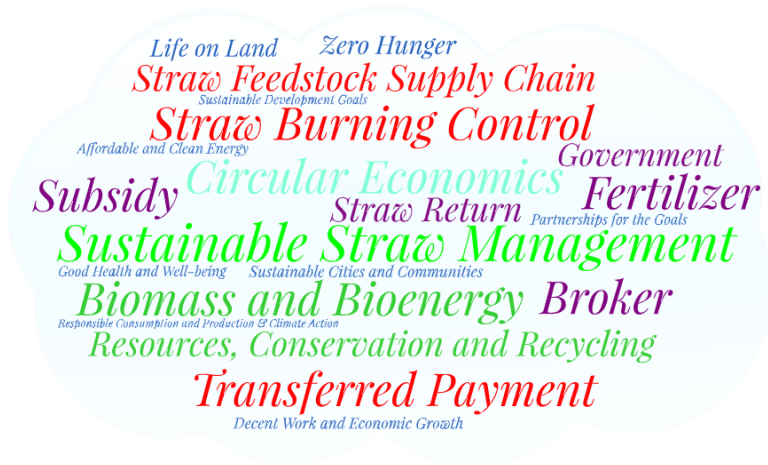 Life on Land
Zero Hunger
Straw Feedstock Supply Chain
Sustainable Development Goals
Straw Burning Control
Affordable and Clean Energy
Government
Circular Economics
Subsidy
Fertilizer
Straw Return
Partnerships for the Goals
Sustainable Straw Management
Good Health and Well-being
Sustainable Cities and Communities
Biomass and Bioenergy
Broker
Responsible Consumption and Production & Climate Action
Resources, Conservation and Recycling
Transferred Payment
Decent Work and Economic Growth